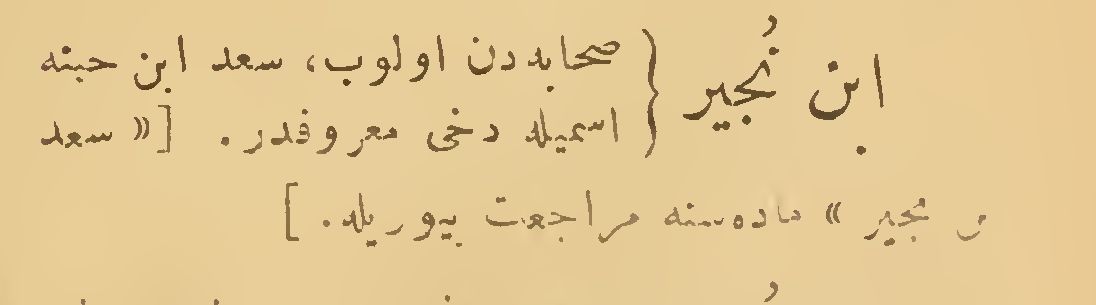 ابن نُجیر { صحابه‌دن اولوب، سعد ابن حبته
اسمیله دخی معروفدر. [« سعد
بن بجیر » ماده‌سنه مراجعت بیوریله. ]